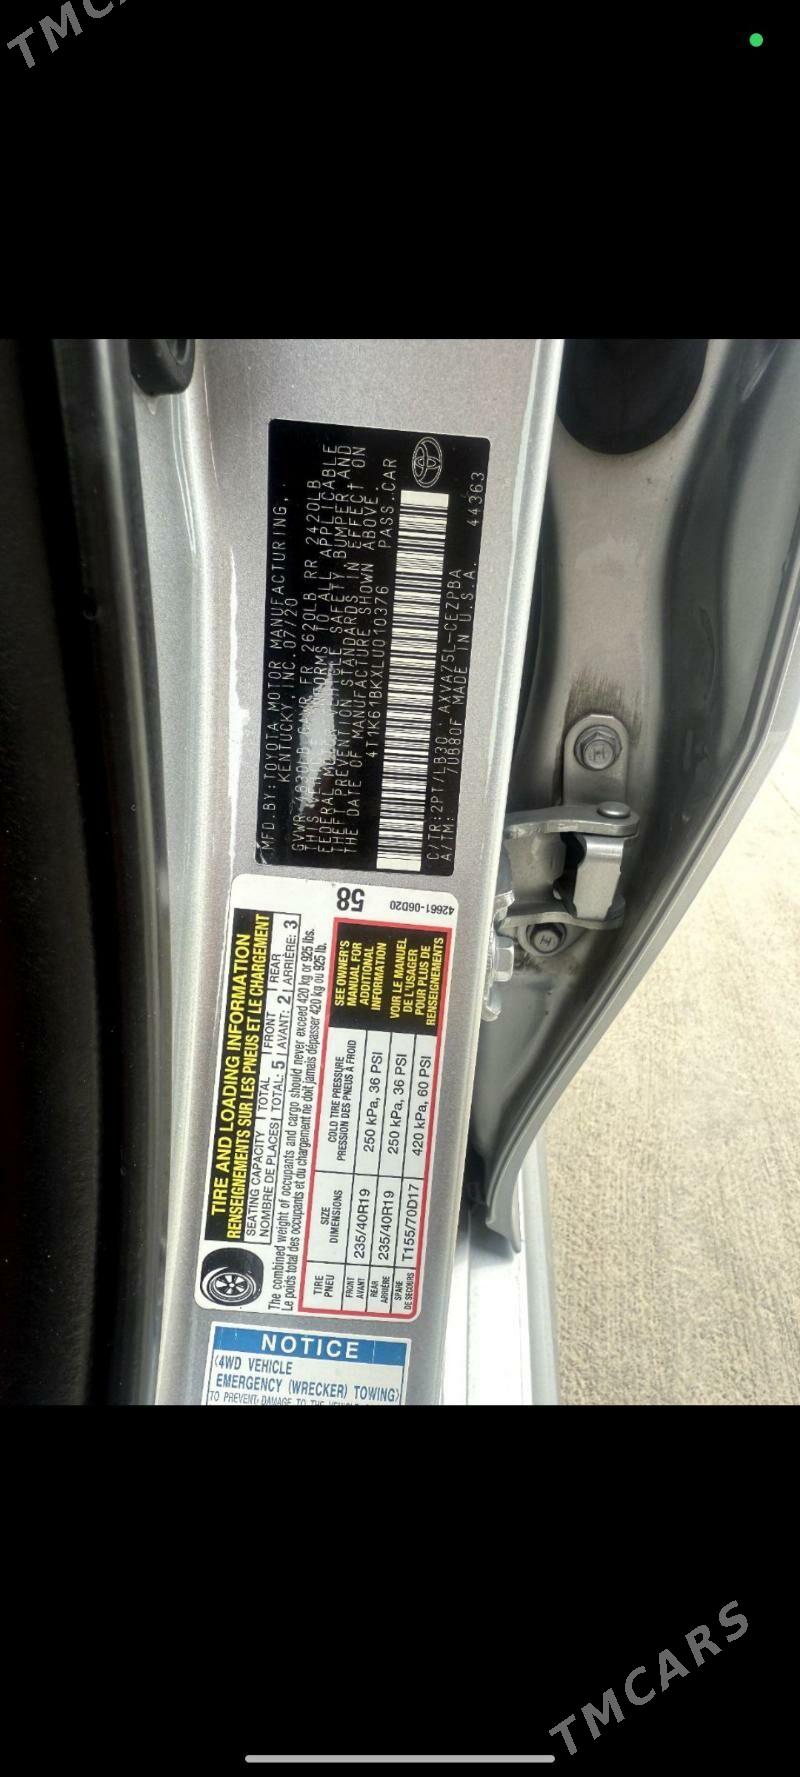 TMCARS
MFD.BY:TOYOTA MOTOR MANUFACTURING,
KENTUCKY, INC. 07/20
GVWR 4830LB GAWR FR 2620LB RR 2420LB
THIS VEHICLE CONFORMS TO ALL APPLICABLE
FEDERAL MOTOR VEHICLE SAFETY BUMPER AND
THEFT PREVENTION STANDARDS IN EFFECT ON
THE DATE OF MANUFACTURE SHOWN ABOVE.
4T1K61BKXLU010376 PASS.CAR
C/TR:2PT/LB30 AXVA75L-CEZPBA 44363
A/TM: /UB80F MADE IN U.S.A.
TIRE AND LOADING INFORMATION
RENSEIGNEMENTS SUR LES PNEUS ET LE CHARGEMENT
58
42661-06D20
SEATING CAPACITY TOTAL FRONT REAR
NOMBRE DE PLACES TOTAL: 5 AVANT: 2 ARRIÈRE: 3
The combined weight of occupants and cargo should never exceed 420 kg or 925 lbs.
Le poids total des occupants et du chargement ne doit jamais dépasser 420 kg ou 925 lb.
TIRE SIZE COLD TIRE PRESSURE
PNEU DIMENSIONS PRESSION DES PNEUS À FROID
FRONT
AVANT 235/40R19 250 kPa, 36 PSI
REAR
ARRIÈRE 235/40R19 250 kPa, 36 PSI
SPARE
DE SECOURS T155/70D17 420 kPa, 60 PSI
SEE OWNER'S
MANUAL FOR
ADDITIONAL
INFORMATION
VOIR LE MANUEL
DE L'USAGER
POUR PLUS DE
RENSEIGNEMENTS
NOTICE
(4WD VEHICLE
EMERGENCY (WRECKER) TOWING)
TO PREVENT DAMAGE TO THE
TMCARS